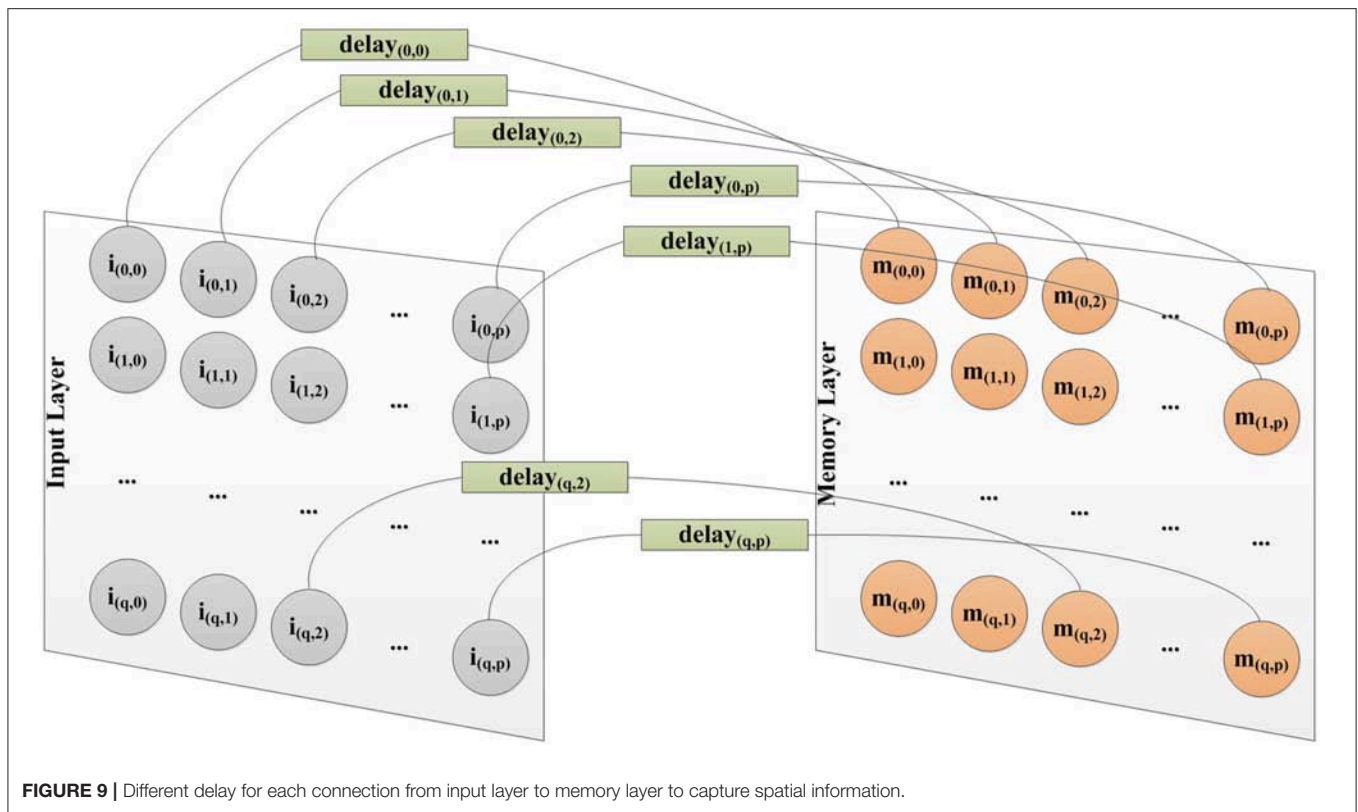 delay(0,0)
delay(0,1)
delay(0,2)
delay(0,p)
delay(1,p)
Input Layer
i(0,0) i(0,1) i(0,2) ... i(0,p)
i(1,0) i(1,1) i(1,2) ... i(1,p)
... ... ... ... ...
i(q,0) i(q,1) i(q,2) ... i(q,p)
delay(q,2)
delay(q,p)
Memory Layer
m(0,0) m(0,1) m(0,2) ... m(0,p)
m(1,0) m(1,1) m(1,2) ... m(1,p)
... ... ... ... ...
m(q,0) m(q,1) m(q,2) ... m(q,p)
FIGURE 9 | Different delay for each connection from input layer to memory layer to capture spatial information.